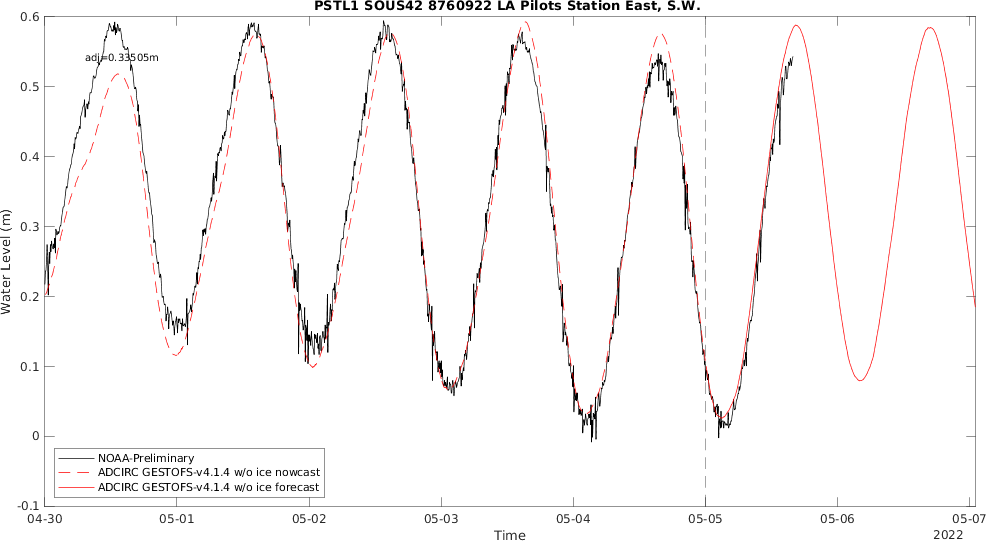 PSTL1 SOUS42 8760922 LA Pilots Station East, S.W.
0.6
adj=0.33505m
0.5
0.4
0.3
0.2
0.1
0
-0.1
Water Level (m)
NOAA-Preliminary
ADCIRC GESTOFS-v4.1.4 w/o ice nowcast
ADCIRC GESTOFS-v4.1.4 w/o ice forecast
04-30 05-01 05-02 05-03 05-04 05-05 05-06 05-07
Time
2022